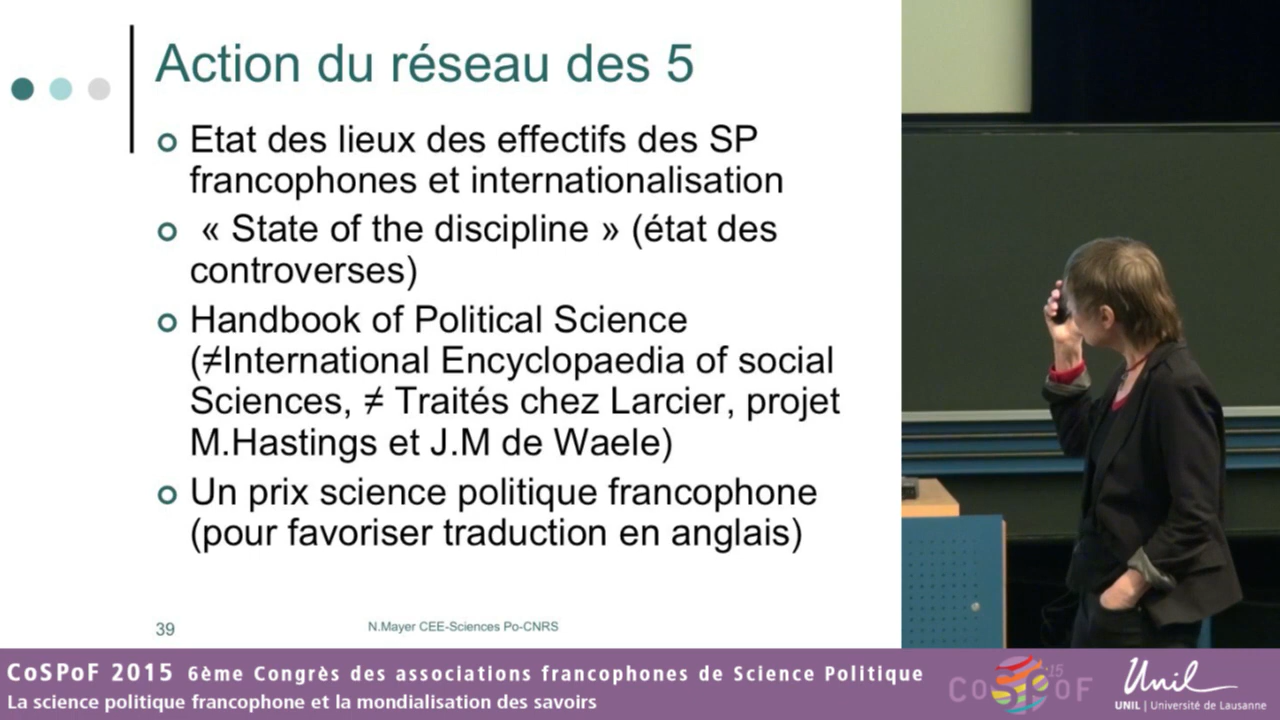 Action du réseau des 5
Etat des lieux des effectifs des SP
francophones et internationalisation
« State of the discipline » (état des
controverses)
Handbook of Political Science
(≠International Encyclopaedia of social
Sciences, ≠ Traités chez Larcier, projet
M.Hastings et J.M de Waele)
Un prix science politique francophone
(pour favoriser traduction en anglais)
39
N.Mayer CEE-Sciences Po-CNRS
CoSPoF 2015 6ème Congrès des associations francophones de Science Politique
La science politique francophone et la mondialisation des savoirs
CoSPoF '15
Unil
UNIL | Université de Lausanne